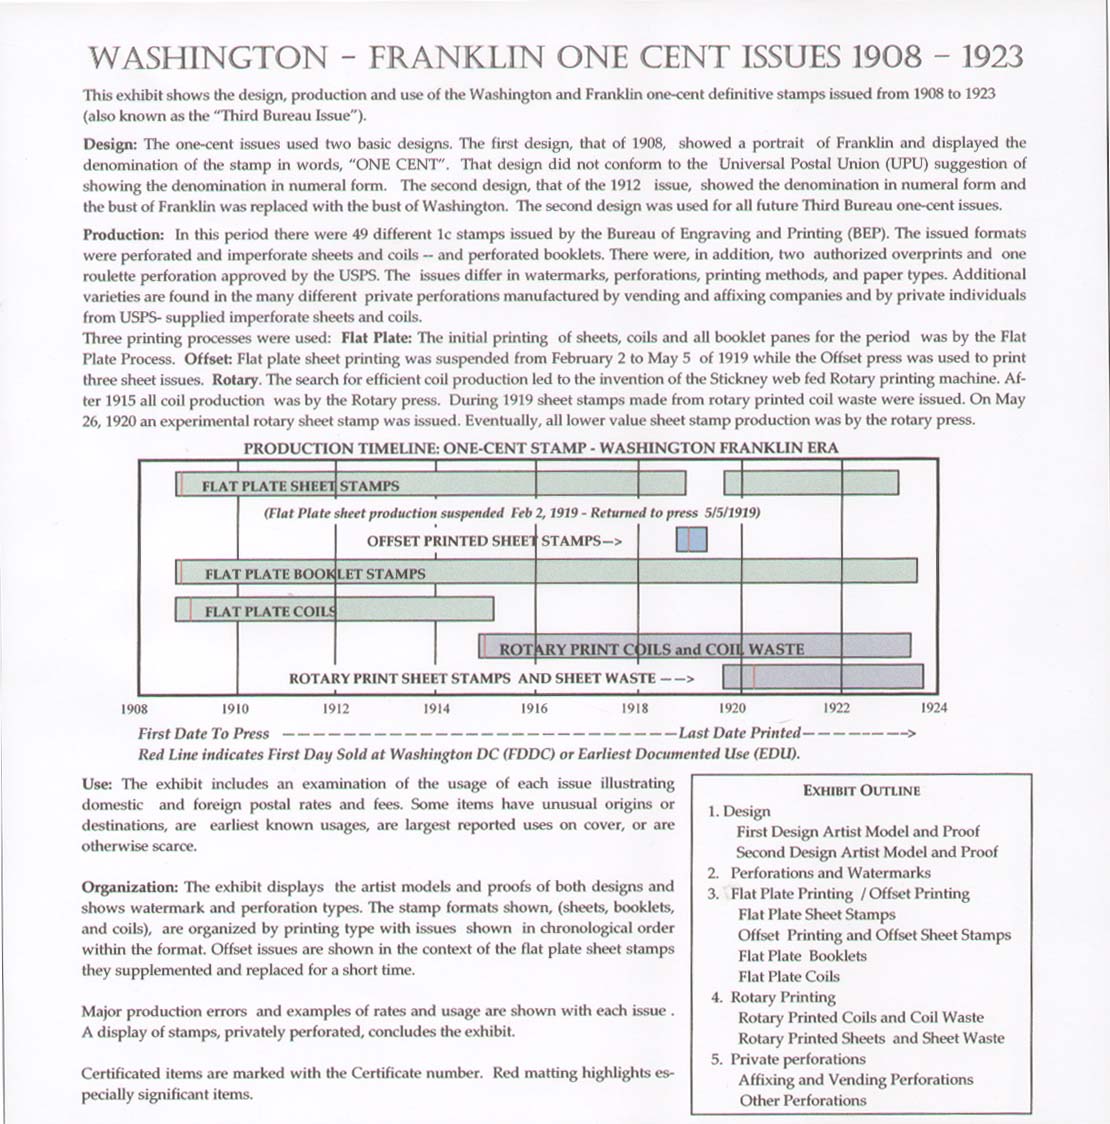 WASHINGTON – FRANKLIN ONE CENT ISSUES 1908 – 1923
This exhibit shows the design, production and use of the Washington and Franklin one-cent definitive stamps issued from 1908 to 1923
(also known as the “Third Bureau Issue”).
Design: The one-cent issues used two basic designs. The first design, that of 1908, showed a portrait of Franklin and displayed the
denomination of the stamp in words, “ONE CENT”. That design did not conform to the Universal Postal Union (UPU) suggestion of
showing the denomination in numeral form. The second design, that of the 1912 issue, showed the denomination in numeral form and
the bust of Franklin was replaced with the bust of Washington. The second design was used for all future Third Bureau one-cent issues.
Production: In this period there were 49 different 1c stamps issued by the Bureau of Engraving and Printing (BEP). The issued formats
were perforated and imperforate sheets and coils -- and perforated booklets. There were, in addition, two authorized overprints and one
roulette perforation approved by the USPS. The issues differ in watermarks, perforations, printing methods, and paper types. Additional
varieties are found in the many different private perforations manufactured by vending and affixing companies and by private individuals
from USPS- supplied imperforate sheets and coils.
Three printing processes were used: Flat Plate: The initial printing of sheets, coils and all booklet panes for the period was by the Flat
Plate Process. Offset: Flat plate sheet printing was suspended from February 2 to May 5 of 1919 while the Offset press was used to print
three sheet issues. Rotary. The search for efficient coil production led to the invention of the Stickney web fed Rotary printing machine. Af-
ter 1915 all coil production was by the Rotary press. During 1919 sheet stamps made from rotary printed coil waste were issued. On May
26, 1920 an experimental rotary sheet stamp was issued. Eventually, all lower value sheet stamp production was by the rotary press.
PRODUCTION TIMELINE: ONE-CENT STAMP - WASHINGTON FRANKLIN ERA
FLAT PLATE SHEET STAMPS
(Flat Plate sheet production suspended Feb 2, 1919 - Returned to press 5/5/1919)
OFFSET PRINTED SHEET STAMPS-->
FLAT PLATE BOOKLET STAMPS
FLAT PLATE COILS
ROTARY PRINT COILS and COIL WASTE
ROTARY PRINT SHEET STAMPS AND SHEET WASTE -- -->
1908 1910 1912 1914 1916 1918 1920 1922 1924
First Date To Press ------------------------------Last Date Printed--------->
Red Line indicates First Day Sold at Washington DC (FDDC) or Earliest Documented Use (EDU).
Use: The exhibit includes an examination of the usage of each issue illustrating
domestic and foreign postal rates and fees. Some items have unusual origins or
destinations, are earliest known usages, are largest reported uses on cover, or are
otherwise scarce.
Organization: The exhibit displays the artist models and proofs of both designs and
shows watermark and perforation types. The stamp formats shown, (sheets, booklets,
and coils), are organized by printing type with issues shown in chronological order
within the format. Offset issues are shown in the context of the flat plate sheet stamps
they supplemented and replaced for a short time.
Major production errors and examples of rates and usage are shown with each issue .
A display of stamps, privately perforated, concludes the exhibit.
Certificated items are marked with the Certificate number. Red matting highlights es-
pecially significant items.
EXHIBIT OUTLINE
1. Design
First Design Artist Model and Proof
Second Design Artist Model and Proof
2. Perforations and Watermarks
3. Flat Plate Printing / Offset Printing
Flat Plate Sheet Stamps
Offset Printing and Offset Sheet Stamps
Flat Plate Booklets
Flat Plate Coils
4. Rotary Printing
Rotary Printed Coils and Coil Waste
Rotary Printed Sheets and Sheet Waste
5. Private perforations
Affixing and Vending Perforations
Other Perforations